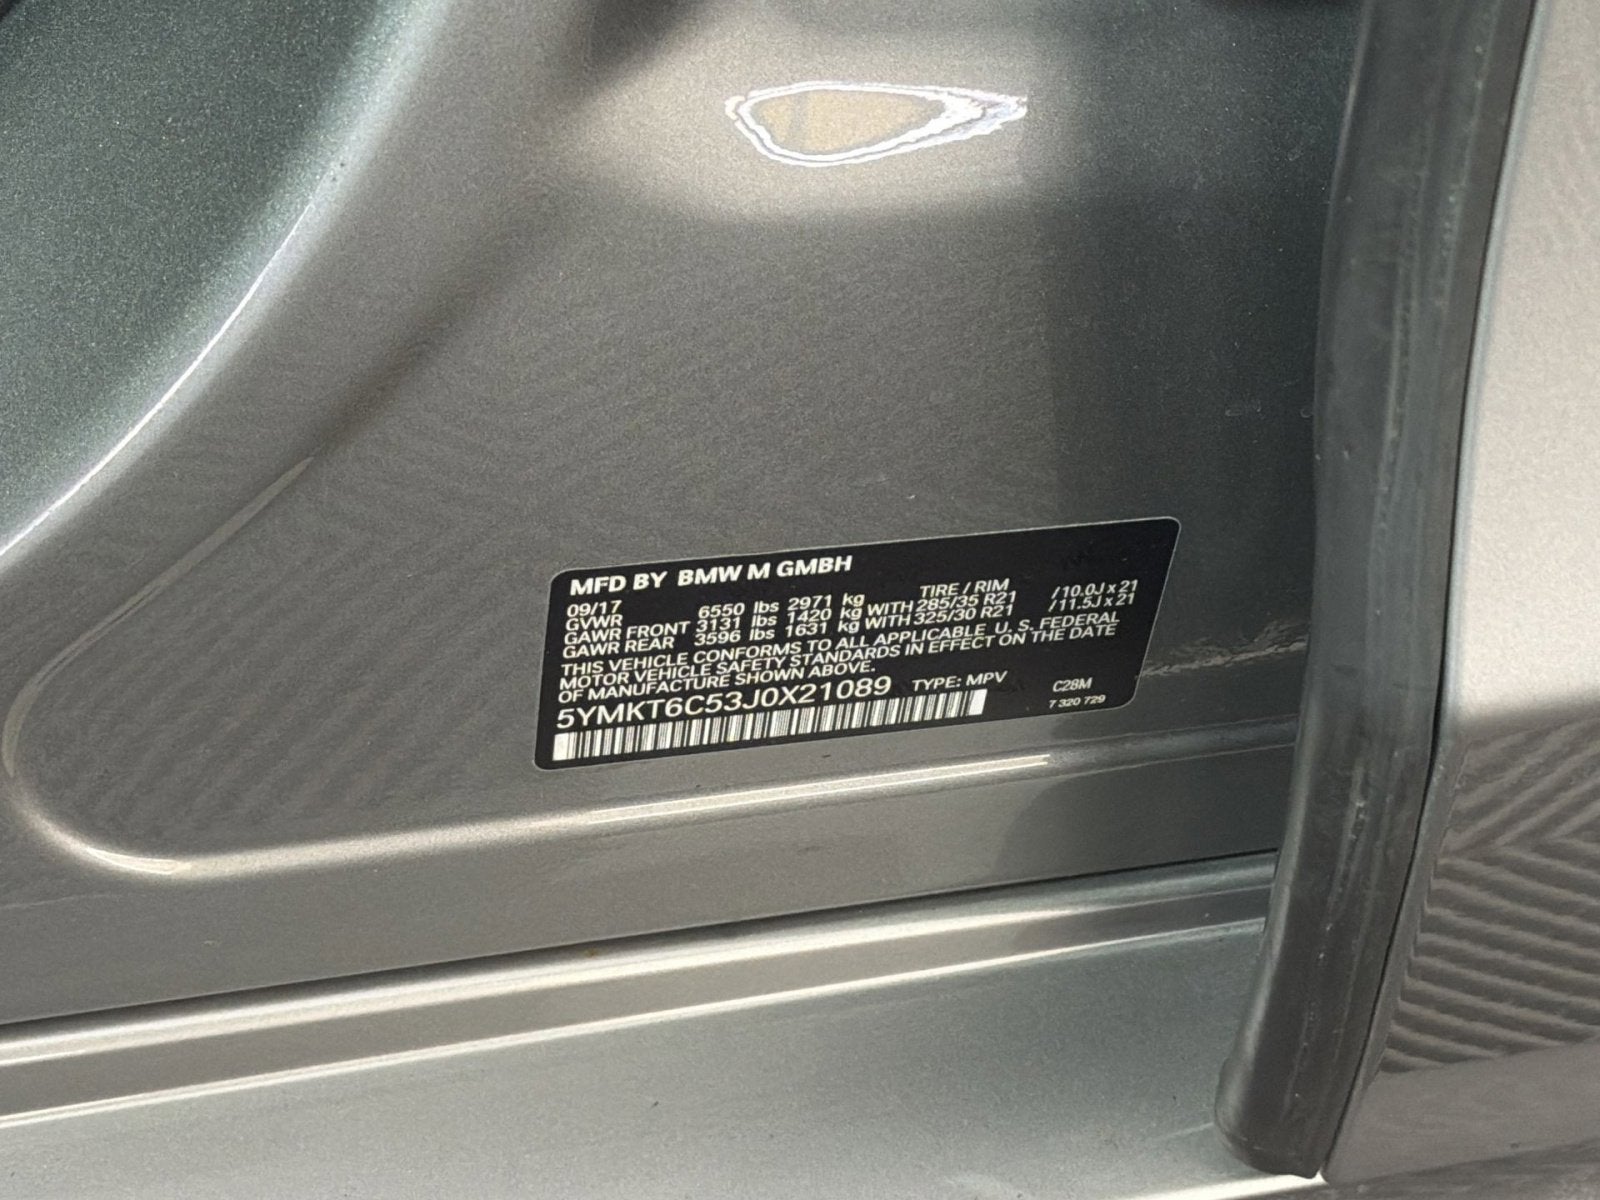 MFD BY BMW M GMBH
09/17 TIRE / RIM
GVWR 6550 lbs 2971 kg
GAWR FRONT 3131 lbs 1420 kg WITH 285/35 R21 /10.0J x 21
GAWR REAR 3596 lbs 1631 kg WITH 325/30 R21 /11.5J x 21
THIS VEHICLE CONFORMS TO ALL APPLICABLE U. S. FEDERAL
MOTOR VEHICLE SAFETY STANDARDS IN EFFECT ON THE DATE
OF MANUFACTURE SHOWN ABOVE.
5YMKT6C53J0X21089 TYPE: MPV C28M
7 320 729